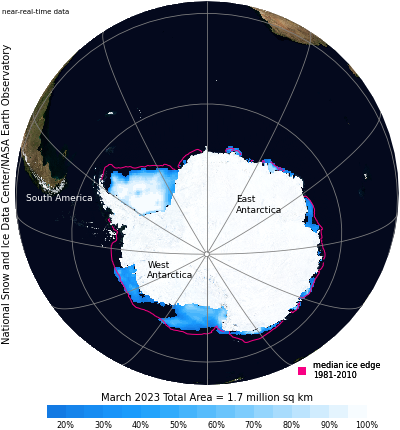 near-real-time data
National Snow and Ice Data Center/NASA Earth Observatory
South America
East
Antarctica
West
Antarctica
median ice edge
1981-2010
March 2023 Total Area = 1.7 million sq km
20% 30% 40% 50% 60% 70% 80% 90% 100%